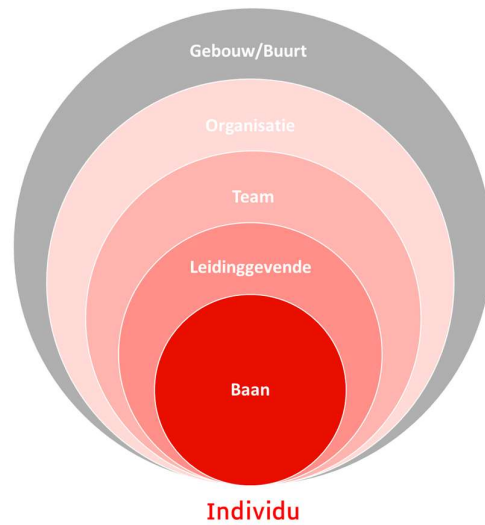 Gebouw/Buurt
Organisatie
Team
Leidinggevende
Baan
Individu